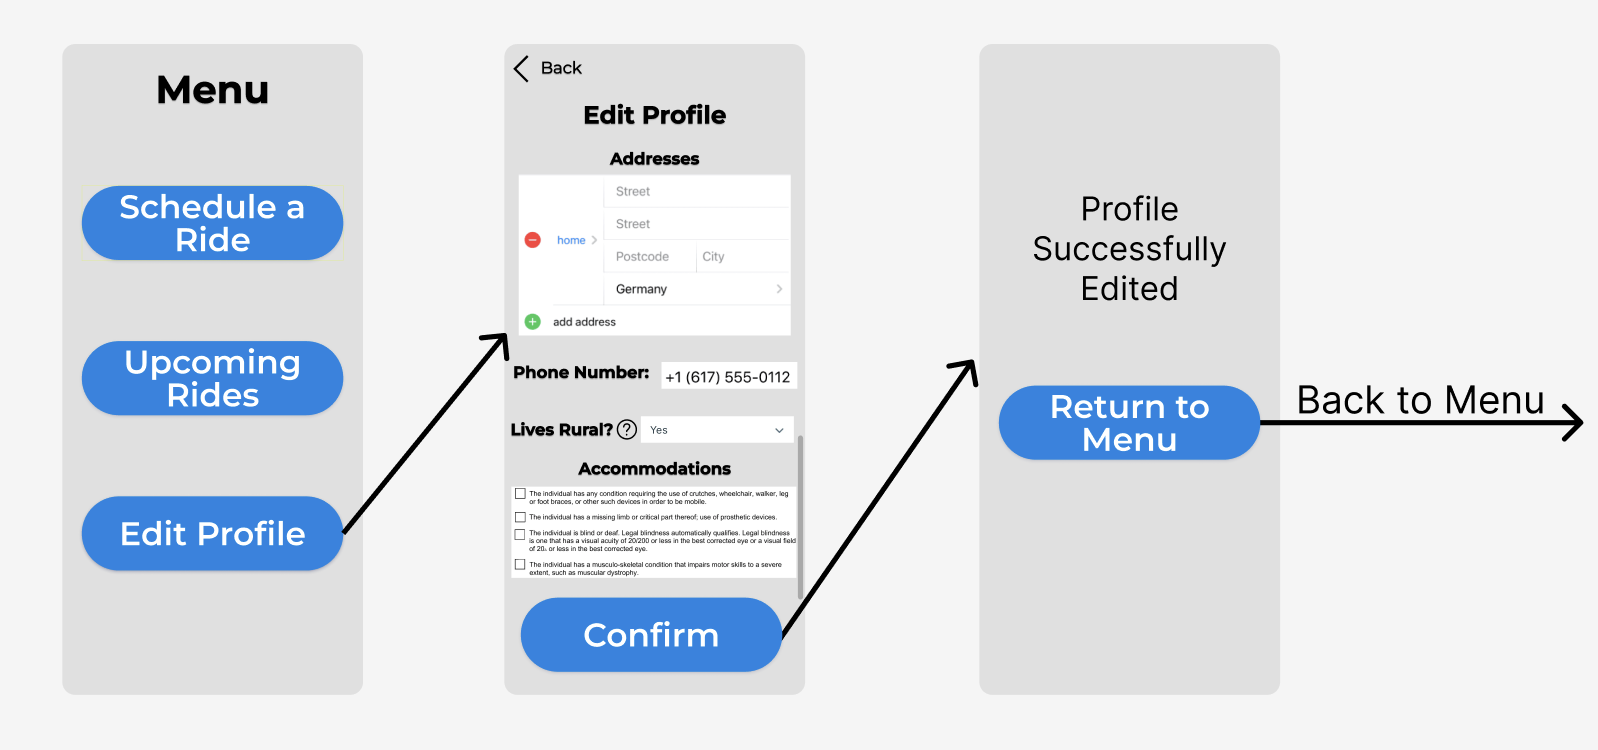 Menu
Schedule a
Ride
Upcoming
Rides
Edit Profile
Back
Edit Profile
Addresses
Street
Street
home
Postcode City
Germany
add address
Phone Number: +1 (617) 555-0112
Lives Rural? ? Yes
Accommodations
The individual has any condition requiring the use of crutches, wheelchair, walker, leg
or foot braces, or other such devices in order to be mobile.
The individual has a missing limb or critical part thereof; use of prosthetic devices.
The individual is blind or deaf. Legal blindness automatically qualifies. Legal blindness
is one that has a visual acuity of 20/200 or less in the best corrected eye or a visual field
of 20° or less in the best corrected eye.
The individual has a musculo-skeletal condition that impairs motor skills to a severe
extent, such as muscular dystrophy.
Confirm
Profile
Successfully
Edited
Return to
Menu
Back to Menu